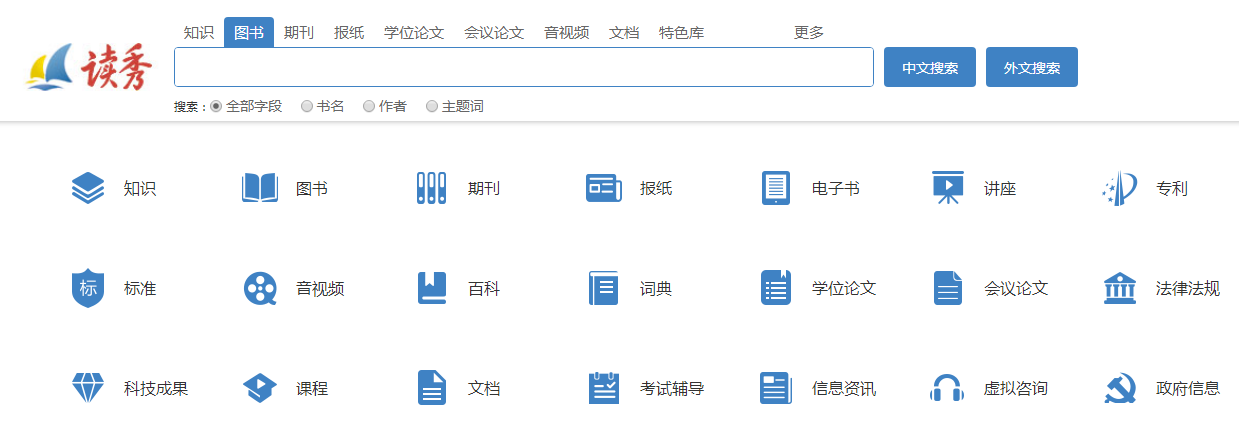 知识 图书 期刊 报纸 学位论文 会议论文 音视频 文档 特色库 更多
读秀
中文搜索 外文搜索
搜索：全部字段 书名 作者 主题词
知识 图书 期刊 报纸 电子书 讲座 专利
标 标准 音视频 百科 词典 学位论文 会议论文 法律法规
科技成果 课程 文档 考试辅导 信息资讯 虚拟咨询 政府信息